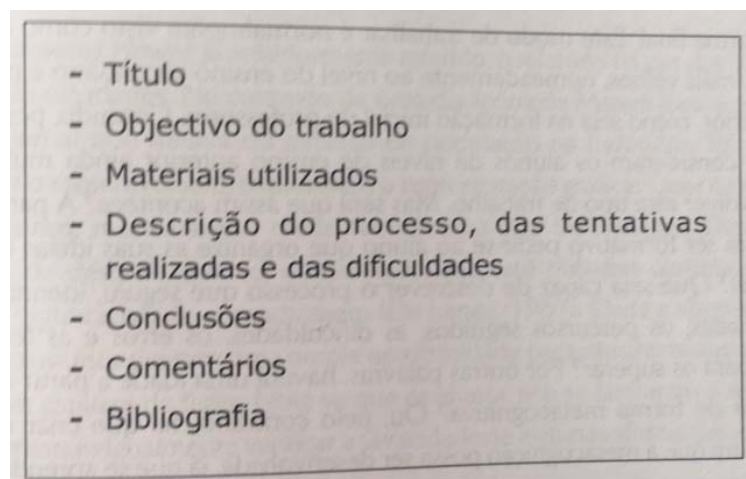 - Título
- Objectivo do trabalho
- Materiais utilizados
- Descrição do processo, das tentativas
realizadas e das dificuldades
- Conclusões
- Comentários
- Bibliografia